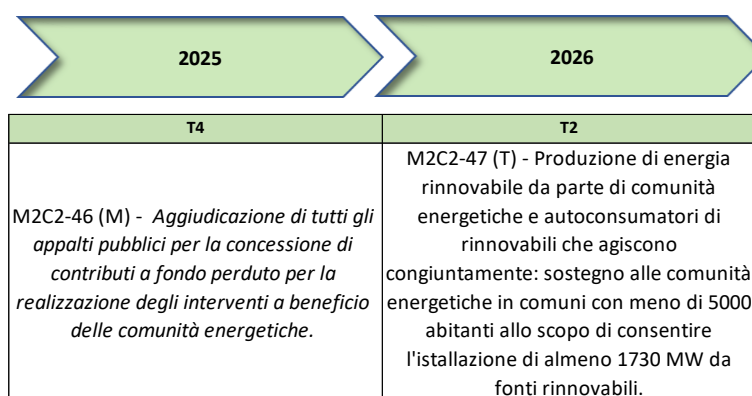 2025
2026
T4
T2
M2C2-46 (M) - Aggiudicazione di tutti gli
appalti pubblici per la concessione di
contributi a fondo perduto per la
realizzazione degli interventi a beneficio
delle comunità energetiche.
M2C2-47 (T) - Produzione di energia
rinnovabile da parte di comunità
energetiche e autoconsumatori di
rinnovabili che agiscono
congiuntamente: sostegno alle comunità
energetiche in comuni con meno di 5000
abitanti allo scopo di consentire
l'istallazione di almeno 1730 MW da
fonti rinnovabili.